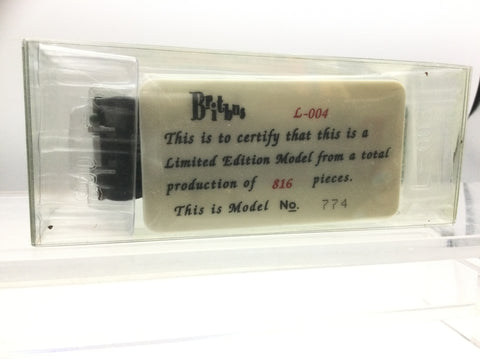 Britbus
L-004
This is to certify that this is a
Limited Edition Model from a total
production of 816 pieces.
This is Model No. 774